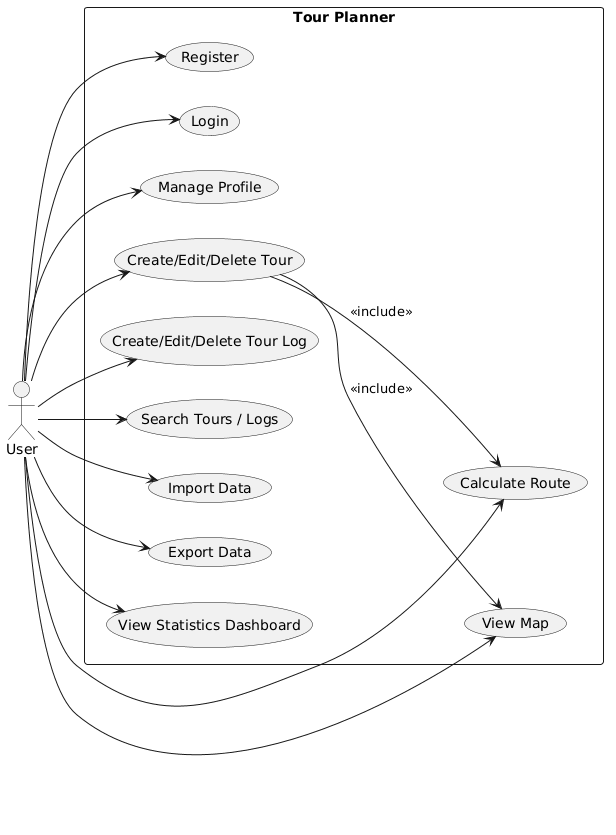 Tour Planner
Register
Login
Manage Profile
Create/Edit/Delete Tour
«include»
Create/Edit/Delete Tour Log
«include»
Search Tours / Logs
User
Calculate Route
Import Data
Export Data
View Statistics Dashboard
View Map